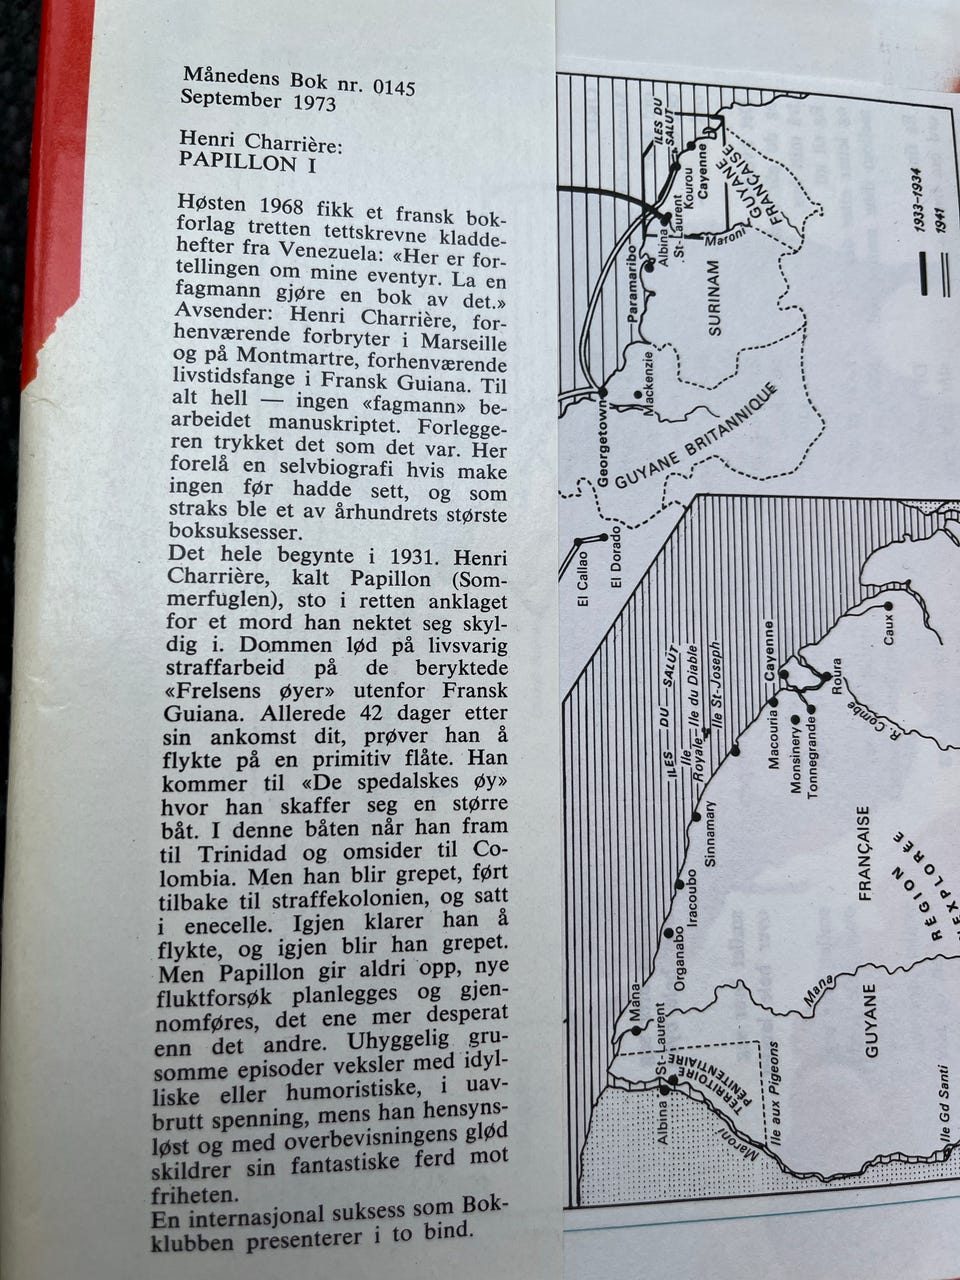 Månedens Bok nr. 0145
September 1973
Henri Charrière:
PAPILLON I
Høsten 1968 fikk et fransk bok-
forlag tretten tettskrevne kladde-
hefter fra Venezuela: «Her er for-
tellingen om mine eventyr. La en
fagmann gjøre en bok av det.»
Avsender: Henri Charrière, for-
henværende forbryter i Marseille
og på Montmartre, forhenværende
livstidsfange i Fransk Guiana. Til
alt hell — ingen «fagmann» be-
arbeidet manuskriptet. Forlegge-
ren trykket det som det var. Her
forelå en selvbiografi hvis make
ingen før hadde sett, og som
straks ble et av århundrets største
boksuksesser.
Det hele begynte i 1931. Henri
Charrière, kalt Papillon (Som-
merfuglen), sto i retten anklaget
for et mord han nektet seg skyl-
dig i. Dommen lød på livsvarig
straffarbeid på de beryktede
«Frelsens øyer» utenfor Fransk
Guiana. Allerede 42 dager etter
sin ankomst dit, prøver han å
flykte på en primitiv flåte. Han
kommer til «De spedalskes øy»
hvor han skaffer seg en større
båt. I denne båten når han fram
til Trinidad og omsider til Co-
lombia. Men han blir grepet, ført
tilbake til straffekolonien, og satt
i enecelle. Igjen klarer han å
flykte, og igjen blir han grepet.
Men Papillon gir aldri opp, nye
fluktforsøk planlegges og gjen-
nomføres, det ene mer desperat
enn det andre. Uhyggelig gru-
somme episoder veksler med idyl-
liske eller humoristiske, i uav-
brutt spenning, mens han hensyns-
løst og med overbevisningens glød
skildrer sin fantastiske ferd mot
friheten.
En internasjonal suksess som Bok-
klubben presenterer i to bind.
ILES DU
SALUT
Kourou
Cayenne
GUYANE
FRANÇAISE
St-Laurent
Albina
Maroni
Paramaribo
SURINAM
Mackenzie
Georgetown
GUYANE BRITANNIQUE
El Callao
El Dorado
1933-1934
1941
Caux
Cayenne
Roura
R. Combe
Macouria
Monsinery
Tonnegrande
ILES DU SALUT
Ile Royale
Ile du Diable
Ile St-Joseph
Sinnamary
Iracoubo
Organabo
Mana
Mana
St-Laurent
Albina
TERRITOIRE
PENITENTIAIRE
Maroni
Ile aux Pigeons
Ile Gd Santi
GUYANE
FRANÇAISE
RÉGION
EXPLORÉE